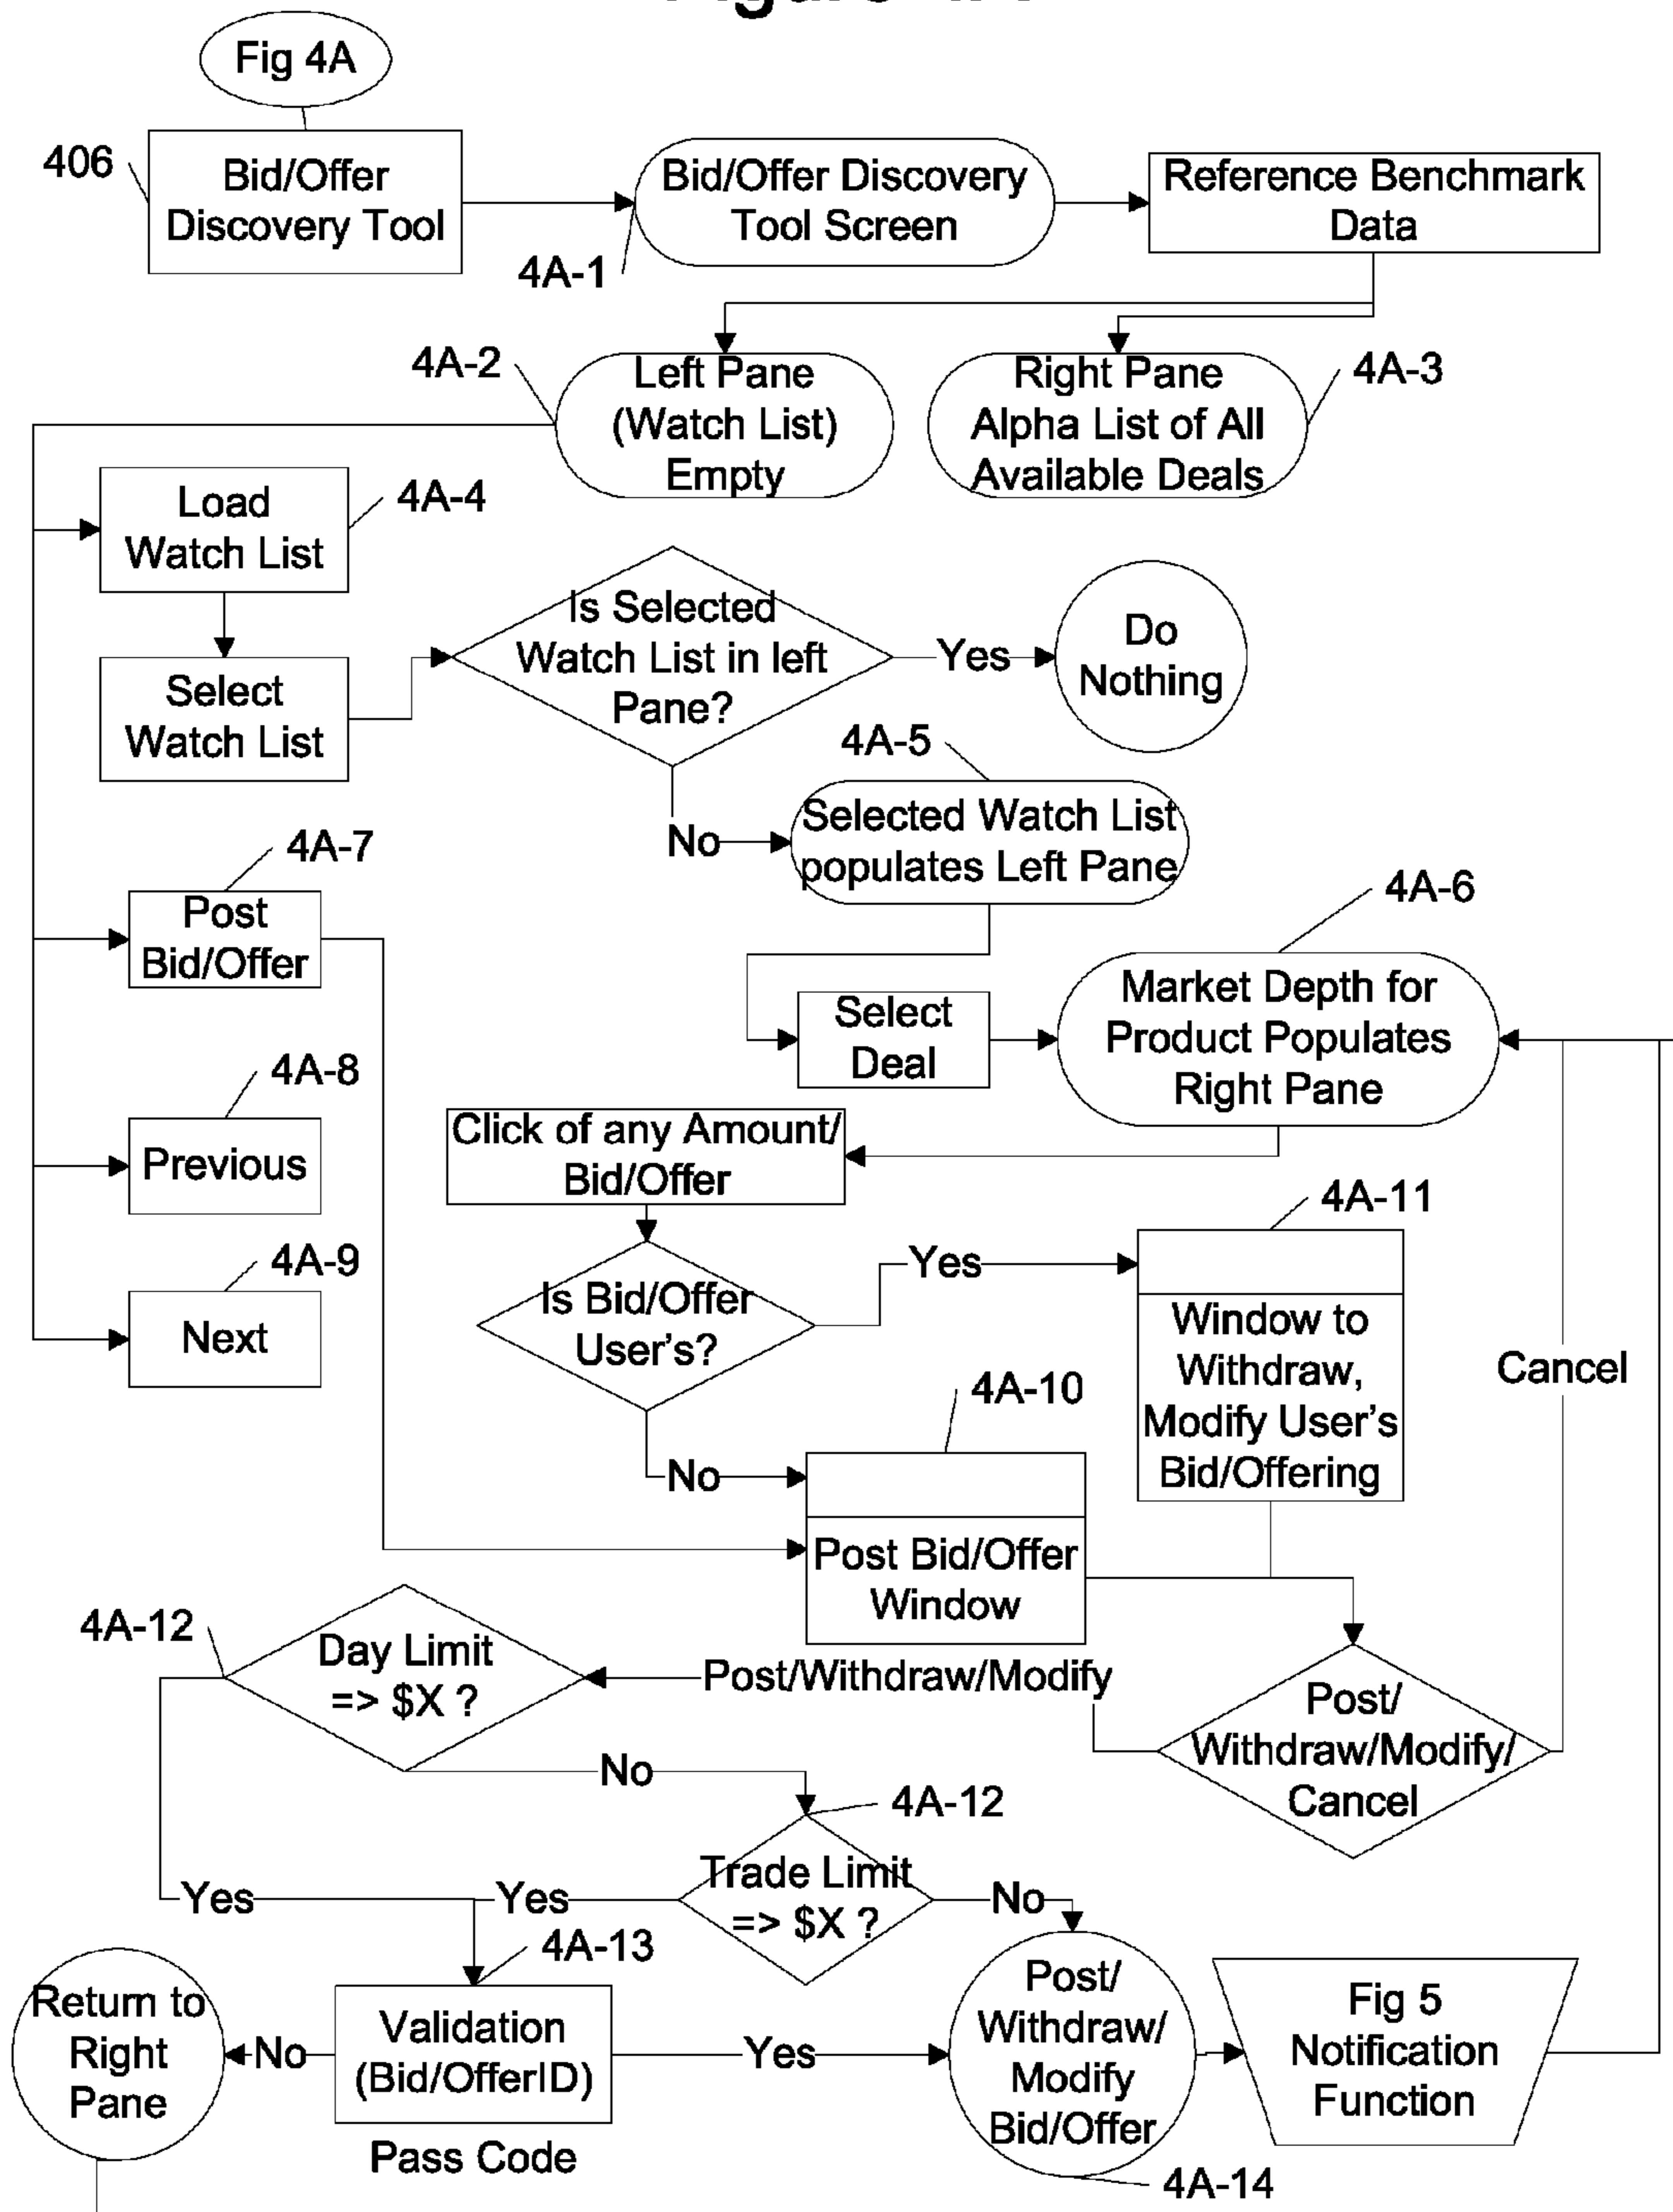 Fig 4A
406
Bid/Offer
Discovery Tool
Bid/Offer Discovery
Tool Screen
4A-1
Reference Benchmark
Data
4A-2
Left Pane
(Watch List)
Empty
Right Pane
Alpha List of All
Available Deals
4A-3
Load
Watch List
4A-4
Select
Watch List
Is Selected
Watch List in left
Pane?
Yes
Do
Nothing
No
4A-5
Selected Watch List
populates Left Pane
4A-7
Post
Bid/Offer
4A-6
Select
Deal
Market Depth for
Product Populates
Right Pane
4A-8
Previous
Click of any Amount/
Bid/Offer
4A-9
Next
Is Bid/Offer
User's?
Yes
4A-11
Window to
Withdraw,
Modify User's
Bid/Offering
Cancel
No
4A-10
Post Bid/Offer
Window
4A-12
Day Limit
=> $X ?
Post/Withdraw/Modify
Post/
Withdraw/Modify/
Cancel
No
4A-12
Trade Limit
=> $X ?
Yes
Yes
No
4A-13
Return to
Right
Pane
No
Validation
(Bid/OfferID)
Pass Code
Yes
Post/
Withdraw/
Modify
Bid/Offer
4A-14
Fig 5
Notification
Function